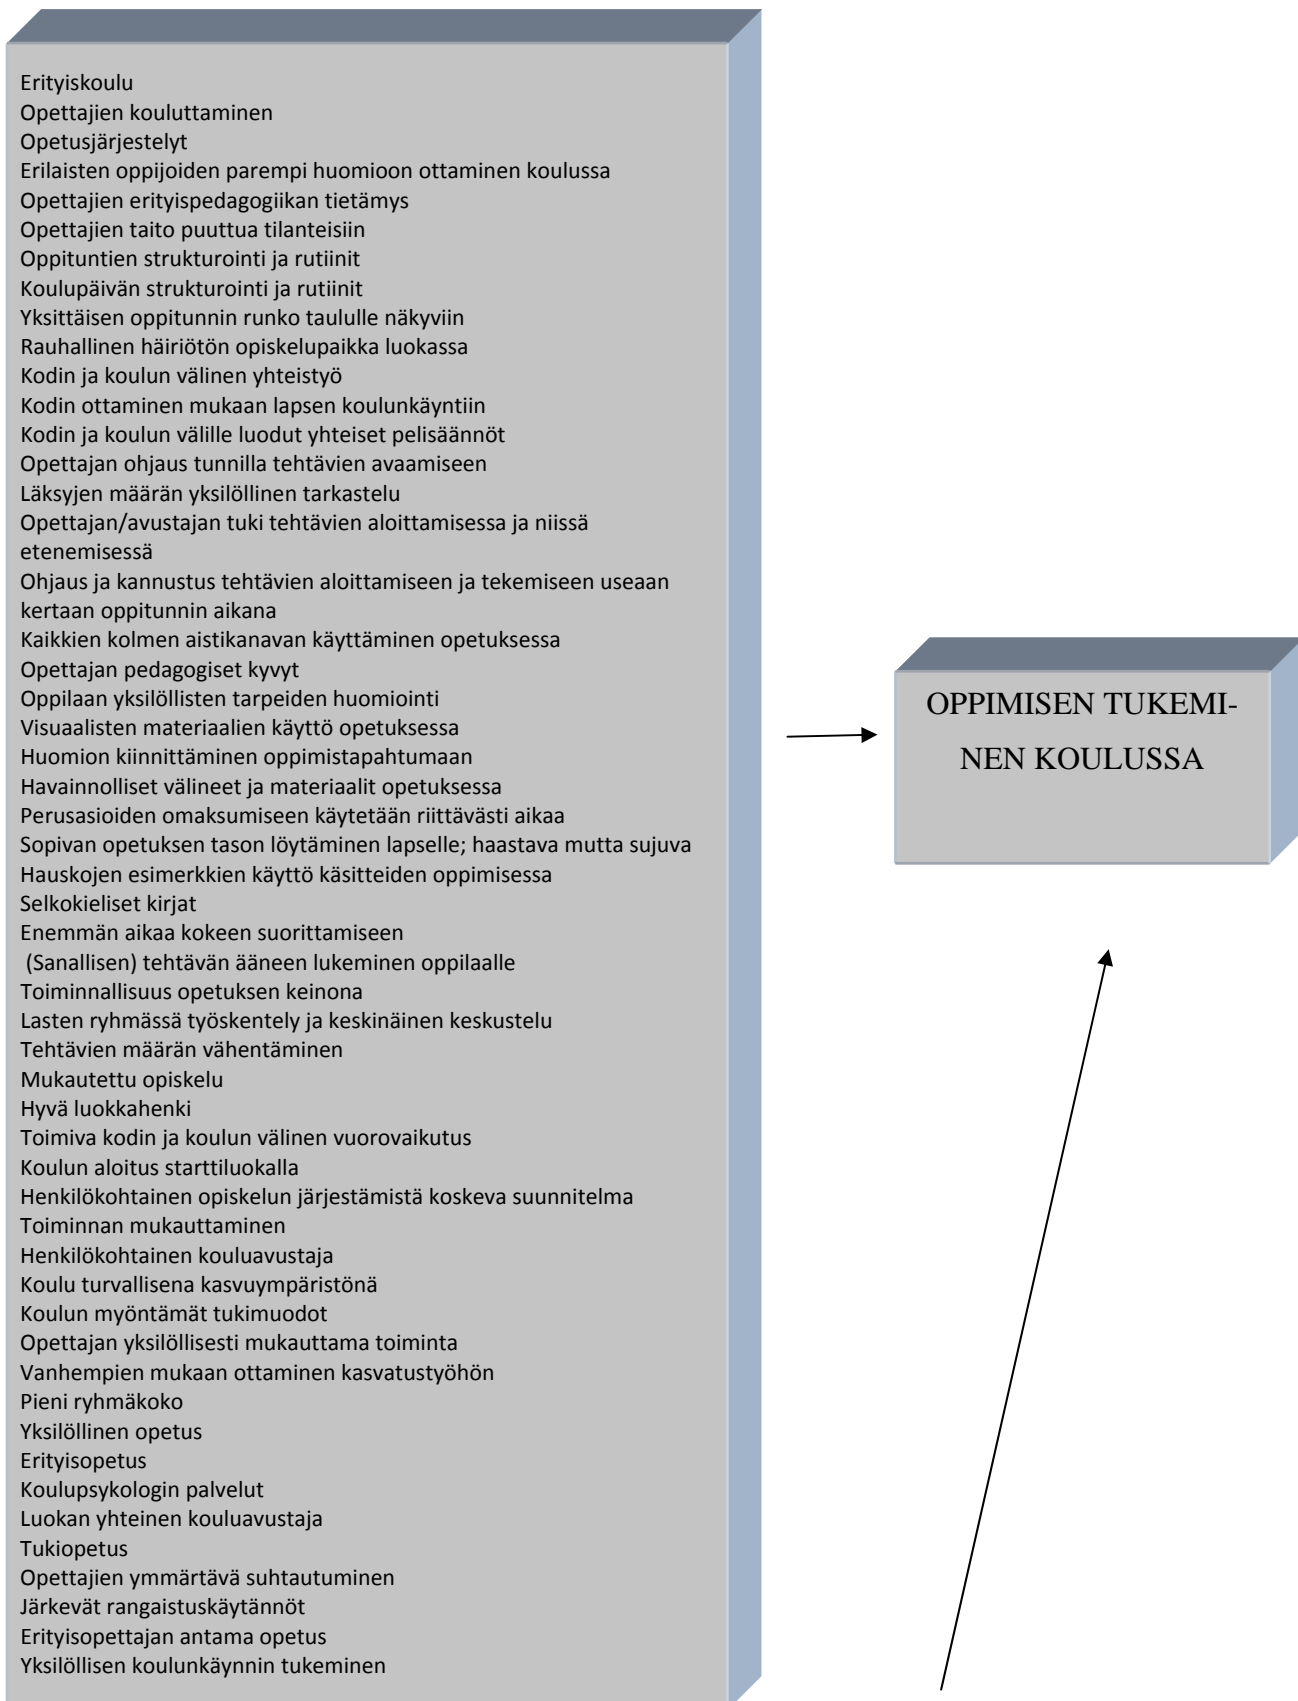 Erityiskoulu
Opettajien kouluttaminen
Opetusjärjestelyt
Erilaisten oppijoiden parempi huomioon ottaminen koulussa
Opettajien erityispedagogiikan tietämys
Opettajien taito puuttua tilanteisiin
Oppituntien strukturointi ja rutiinit
Koulupäivän strukturointi ja rutiinit
Yksittäisen oppitunnin runko taululle näkyviin
Rauhallinen häiriötön opiskelupaikka luokassa
Kodin ja koulun välinen yhteistyö
Kodin ottaminen mukaan lapsen koulunkäyntiin
Kodin ja koulun välille luodut yhteiset pelisäännöt
Opettajan ohjaus tunnilla tehtävien avaamiseen
Läksyjen määrän yksilöllinen tarkastelu
Opettajan/avustajan tuki tehtävien aloittamisessa ja niissä
etenemisessä
Ohjaus ja kannustus tehtävien aloittamiseen ja tekemiseen useaan
kertaan oppitunnin aikana
Kaikkien kolmen aistikanavan käyttäminen opetuksessa
Opettajan pedagogiset kyvyt
Oppilaan yksilöllisten tarpeiden huomiointi
Visuaalisten materiaalien käyttö opetuksessa
Huomion kiinnittäminen oppimistapahtumaan
Havainnolliset välineet ja materiaalit opetuksessa
Perusasioiden omaksumiseen käytetään riittävästi aikaa
Sopivan opetuksen tason löytäminen lapselle; haastava mutta sujuva
Hauskojen esimerkkien käyttö käsitteiden oppimisessa
Selkokieliset kirjat
Enemmän aikaa kokeen suorittamiseen
(Sanallisen) tehtävän ääneen lukeminen oppilaalle
Toiminnallisuus opetuksen keinona
Lasten ryhmässä työskentely ja keskinäinen keskustelu
Tehtävien määrän vähentäminen
Mukautettu opiskelu
Hyvä luokkahenki
Toimiva kodin ja koulun välinen vuorovaikutus
Koulun aloitus starttiluokalla
Henkilökohtainen opiskelun järjestämistä koskeva suunnitelma
Toiminnan mukauttaminen
Henkilökohtainen kouluavustaja
Koulu turvallisena kasvuympäristönä
Koulun myöntämät tukimuodot
Opettajan yksilöllisesti mukauttama toiminta
Vanhempien mukaan ottaminen kasvatustyöhön
Pieni ryhmäkoko
Yksilöllinen opetus
Erityisopetus
Koulupsykologin palvelut
Luokan yhteinen kouluavustaja
Tukiopetus
Opettajien ymmärtävä suhtautuminen
Järkevät rangaistuskäytännöt
Erityisopettajan antama opetus
Yksilöllisen koulunkäynnin tukeminen
OPPIMISEN TUKEMI-
NEN KOULUSSA